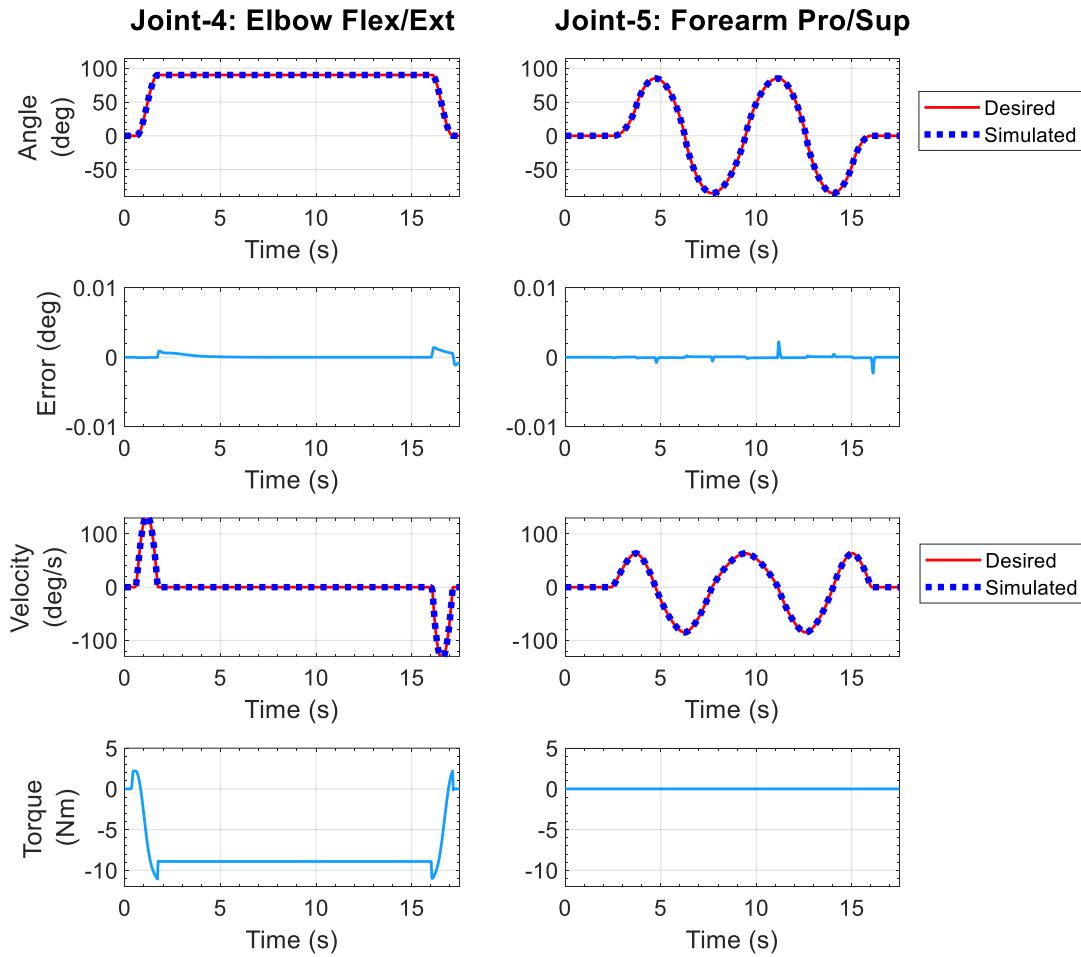 Joint-4: Elbow Flex/Ext
Joint-5: Forearm Pro/Sup
Angle
(deg)
100
50
0
-50
0 5 10 15
Time (s)
100
50
0
-50
0 5 10 15
Time (s)
Desired
Simulated
Error (deg)
0.01
0
-0.01
0 5 10 15
Time (s)
0.01
0
-0.01
0 5 10 15
Time (s)
Velocity
(deg/s)
100
0
-100
0 5 10 15
Time (s)
100
0
-100
0 5 10 15
Time (s)
Desired
Simulated
Torque
(Nm)
5
0
-5
-10
0 5 10 15
Time (s)
5
0
-5
-10
0 5 10 15
Time (s)